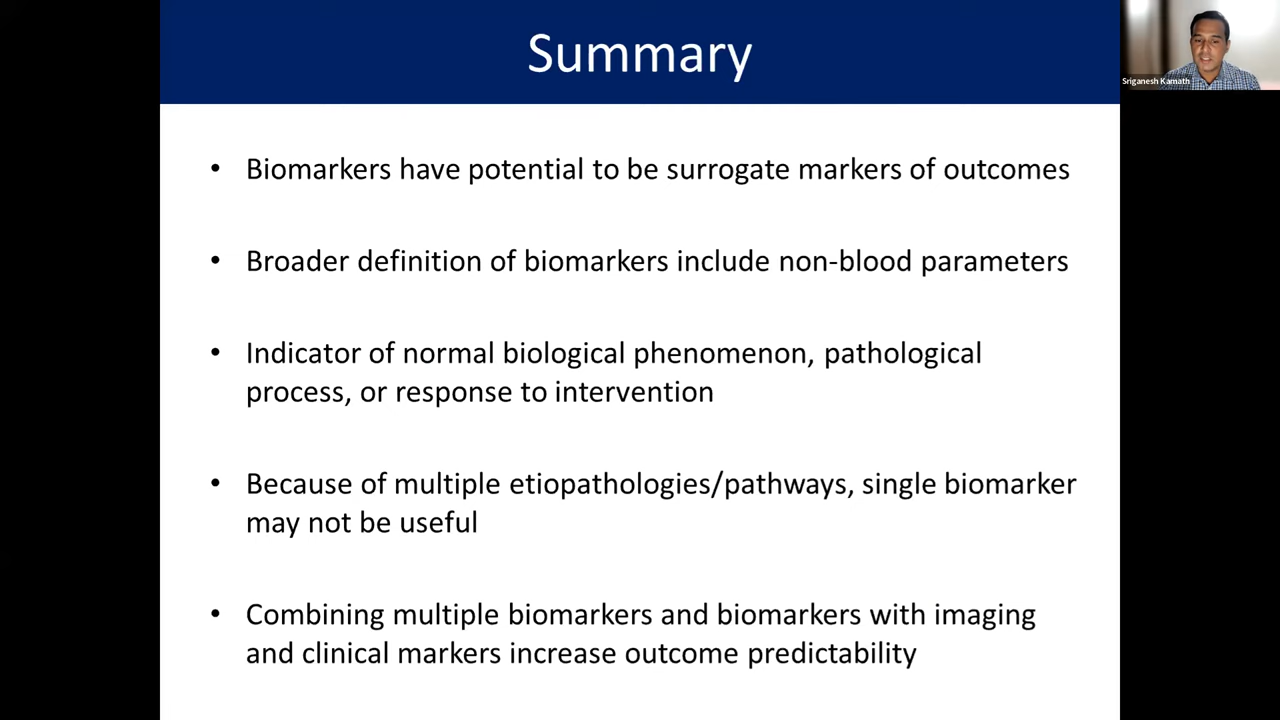 Summary
Sriganesh Kamath
• Biomarkers have potential to be surrogate markers of outcomes
• Broader definition of biomarkers include non-blood parameters
• Indicator of normal biological phenomenon, pathological
process, or response to intervention
• Because of multiple etiopathologies/pathways, single biomarker
may not be useful
• Combining multiple biomarkers and biomarkers with imaging
and clinical markers increase outcome predictability